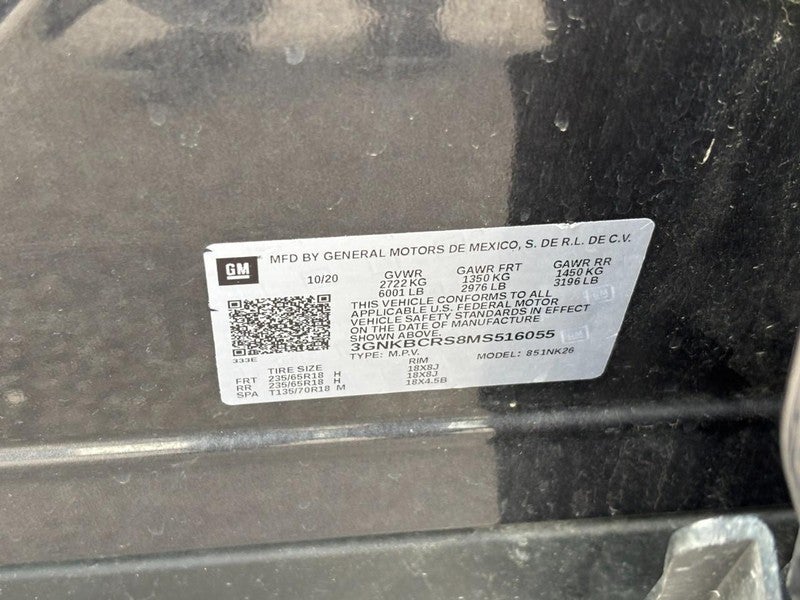 MFD BY GENERAL MOTORS DE MEXICO, S. DE R.L. DE C.V.
GM
10/20 GVWR GAWR FRT GAWR RR
2722 KG 1350 KG 1450 KG
6001 LB 2976 LB 3196 LB
THIS VEHICLE CONFORMS TO ALL
APPLICABLE U.S. FEDERAL MOTOR
VEHICLE SAFETY STANDARDS IN EFFECT
ON THE DATE OF MANUFACTURE
SHOWN ABOVE.
3GNKBCRS8MS516055
333E
TYPE: M.P.V. MODEL: 851NK26
TIRE SIZE RIM
FRT 235/65R18 H 18X8J
RR 235/65R18 H 18X8J
SPA T135/70R18 M 18X4.5B